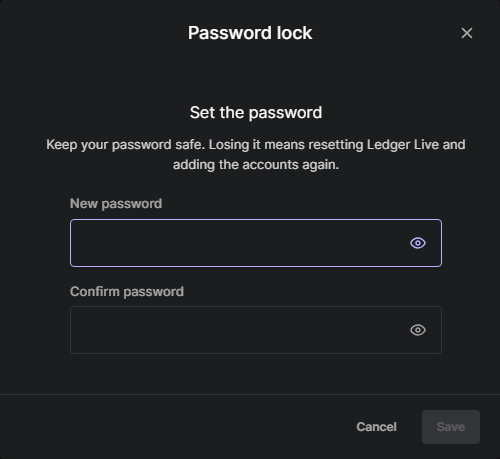 Password lock
Set the password
Keep your password safe. Losing it means resetting Ledger Live and
adding the accounts again.
New password
Confirm password
Cancel
Save